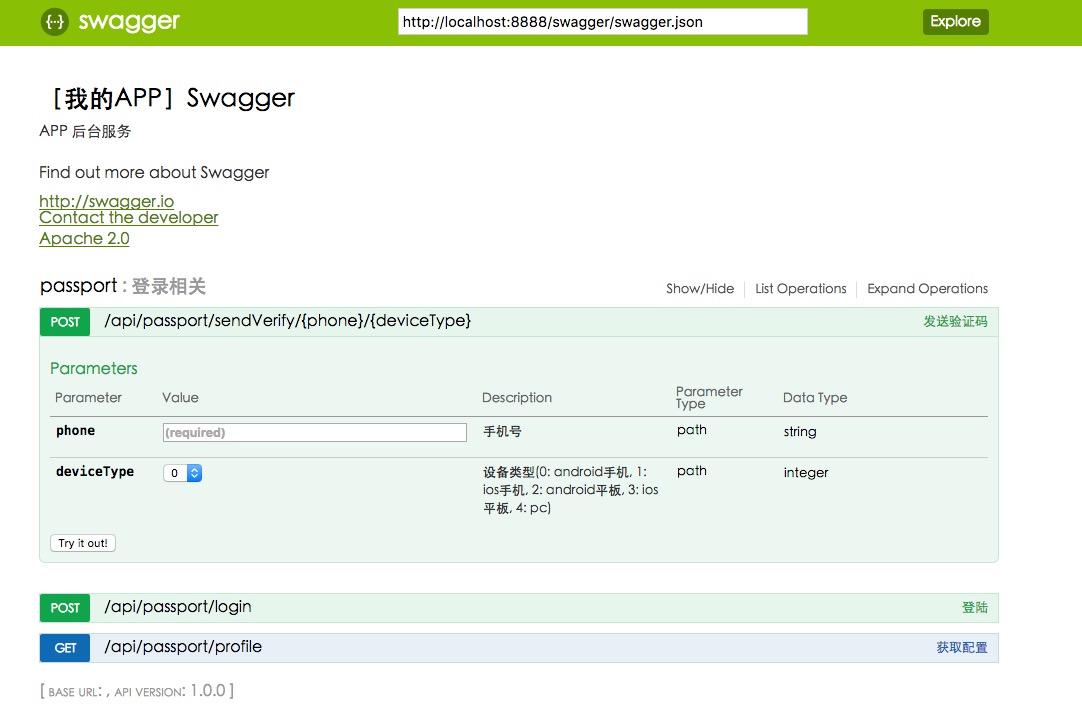 {··} swagger http://localhost:8888/swagger/swagger.json Explore
［我的APP］Swagger
APP 后台服务
Find out more about Swagger
http://swagger.io
Contact the developer
Apache 2.0
passport : 登录相关 Show/Hide List Operations Expand Operations
POST /api/passport/sendVerify/{phone}/{deviceType} 发送验证码
Parameters
Parameter Value Description Parameter Type Data Type
phone (required) 手机号 path string
deviceType 0 设备类型(0: android手机, 1: path integer
ios手机, 2: android平板, 3: ios
平板, 4: pc)
Try it out!
POST /api/passport/login 登陆
GET /api/passport/profile 获取配置
[ BASE URL: , API VERSION: 1.0.0 ]